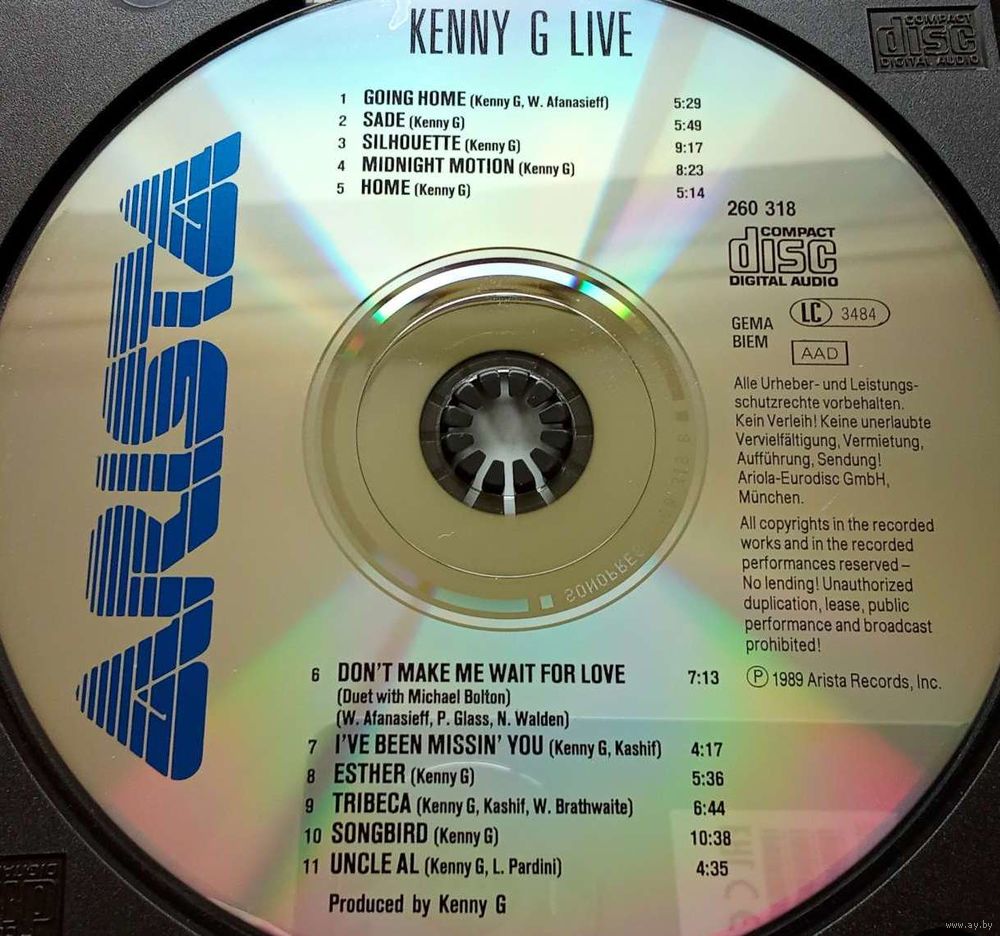 KENNY G LIVE
COMPACT
disc
DIGITAL AUDIO
1 GOING HOME (Kenny G, W. Afanasieff) 5:29
2 SADE (Kenny G) 5:49
3 SILHOUETTE (Kenny G) 9:17
4 MIDNIGHT MOTION (Kenny G) 8:23
5 HOME (Kenny G) 5:14
ARISTA
260 318
COMPACT
disc
DIGITAL AUDIO
GEMA
BIEM
LC 3484
AAD
Alle Urheber- und Leistungs-
schutzrechte vorbehalten.
Kein Verleih! Keine unerlaubte
Vervielfältigung, Vermietung,
Aufführung, Sendung!
Ariola-Eurodisc GmbH,
München.
All copyrights in the recorded
works and in the recorded
performances reserved –
No lending! Unauthorized
duplication, lease, public
performance and broadcast
prohibited!
℗ 1989 Arista Records, Inc.
6 DON'T MAKE ME WAIT FOR LOVE 7:13
(Duet with Michael Bolton)
(W. Afanasieff, P. Glass, N. Walden)
7 I'VE BEEN MISSIN' YOU (Kenny G, Kashif) 4:17
8 ESTHER (Kenny G) 5:36
9 TRIBECA (Kenny G, Kashif, W. Brathwaite) 6:44
10 SONGBIRD (Kenny G) 10:38
11 UNCLE AL (Kenny G, L. Pardini) 4:35
Produced by Kenny G
www.ay.by